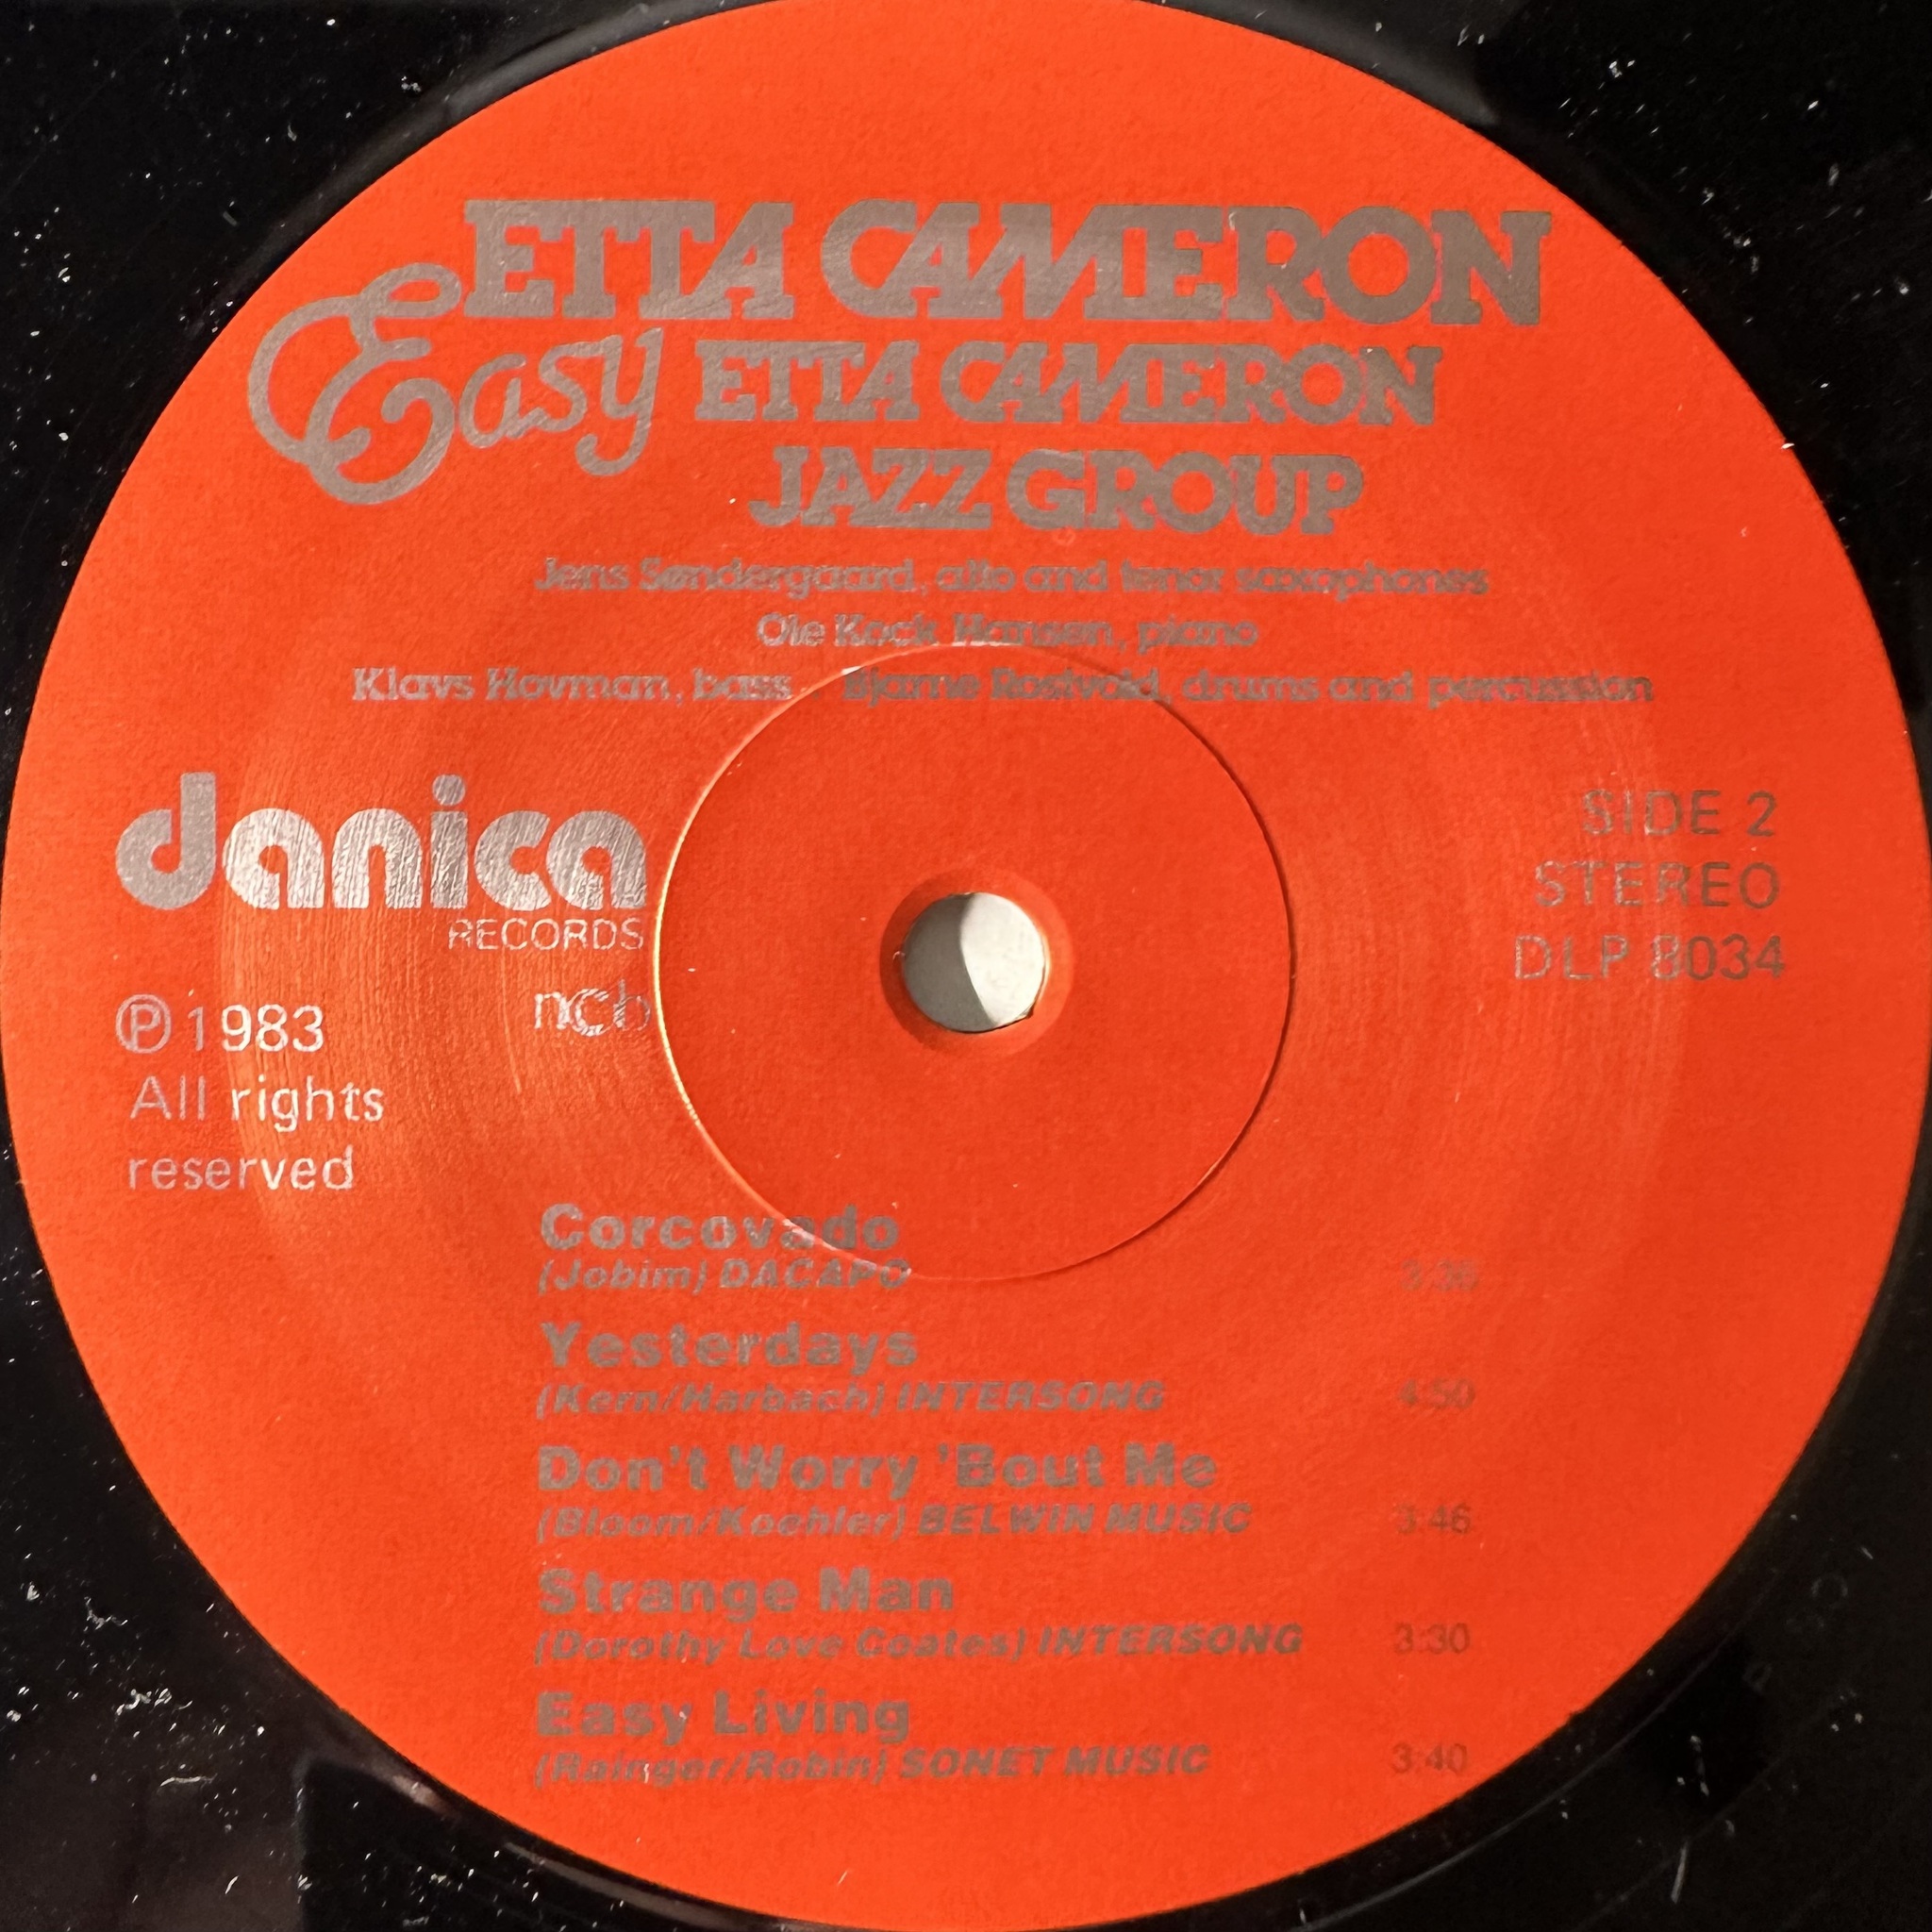 ETTA CAMERON
Easy ETTA CAMERON
JAZZ GROUP
Jens Søndergaard, alto and tenor saxophones
Ole Kock Hansen, piano
Klavs Hovman, bass · Bjarne Rostvold, drums and percussion
danica
RECORDS
ncb
Ⓟ 1983
All rights
reserved
SIDE 2
STEREO
DLP 8034
Corcovado
(Jobim) DACAPO 3:36
Yesterdays
(Kern/Harbach) INTERSONG 4:50
Don't Worry 'Bout Me
(Bloom/Koehler) BELWIN MUSIC 3:46
Strange Man
(Dorothy Love Coates) INTERSONG 3:30
Easy Living
(Rainger/Robin) SONET MUSIC 3:40